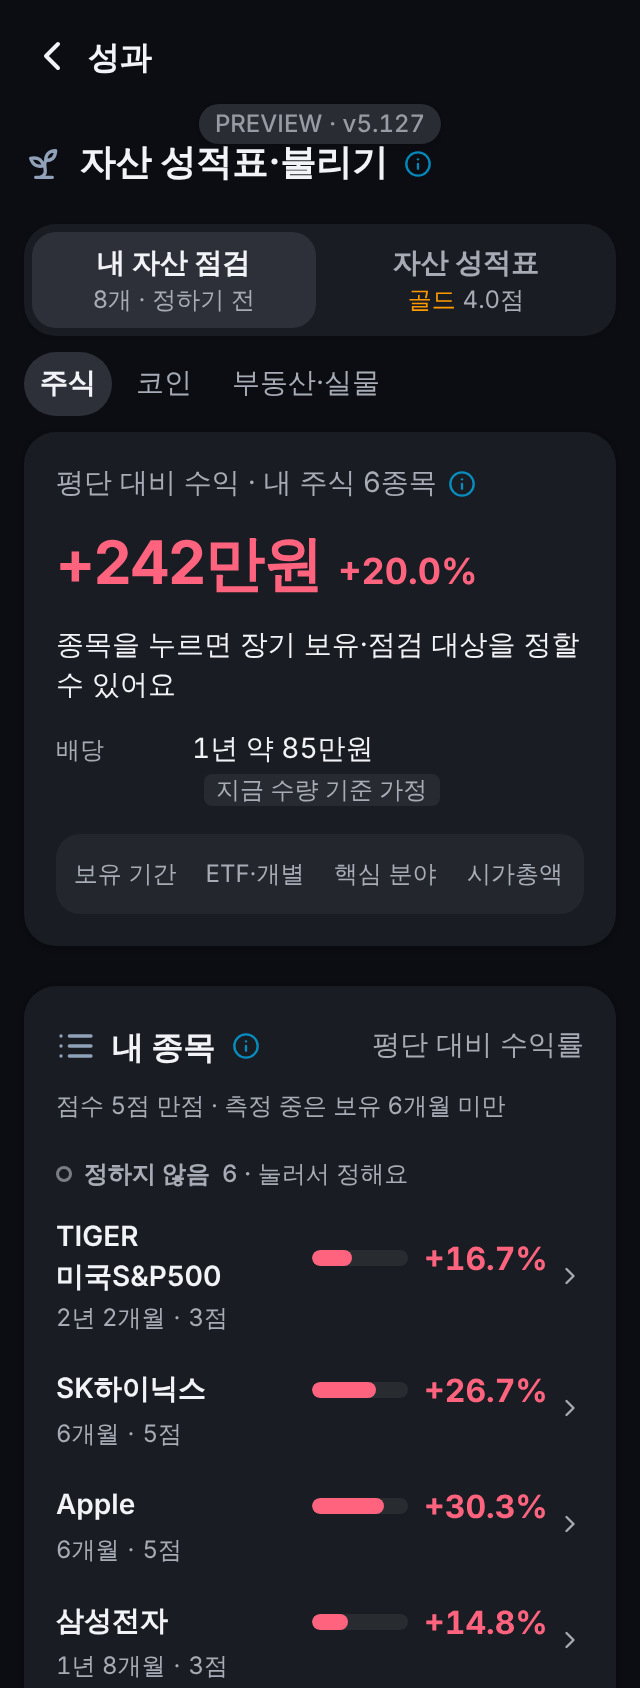 성과
PREVIEW · v5.127
자산 성적표·불리기
내 자산 점검
8개 · 정하기 전
자산 성적표
골드 4.0점
주식 코인 부동산·실물
평단 대비 수익 · 내 주식 6종목
+242만원 +20.0%
종목을 누르면 장기 보유·점검 대상을 정할
수 있어요
배당 1년 약 85만원
지금 수량 기준 가정
보유 기간 ETF·개별 핵심 분야 시가총액
내 종목 평단 대비 수익률
점수 5점 만점 · 측정 중은 보유 6개월 미만
정하지 않음 6 · 눌러서 정해요
TIGER
미국S&P500 +16.7%
2년 2개월 · 3점
SK하이닉스 +26.7%
6개월 · 5점
Apple +30.3%
6개월 · 5점
삼성전자 +14.8%
1년 8개월 · 3점